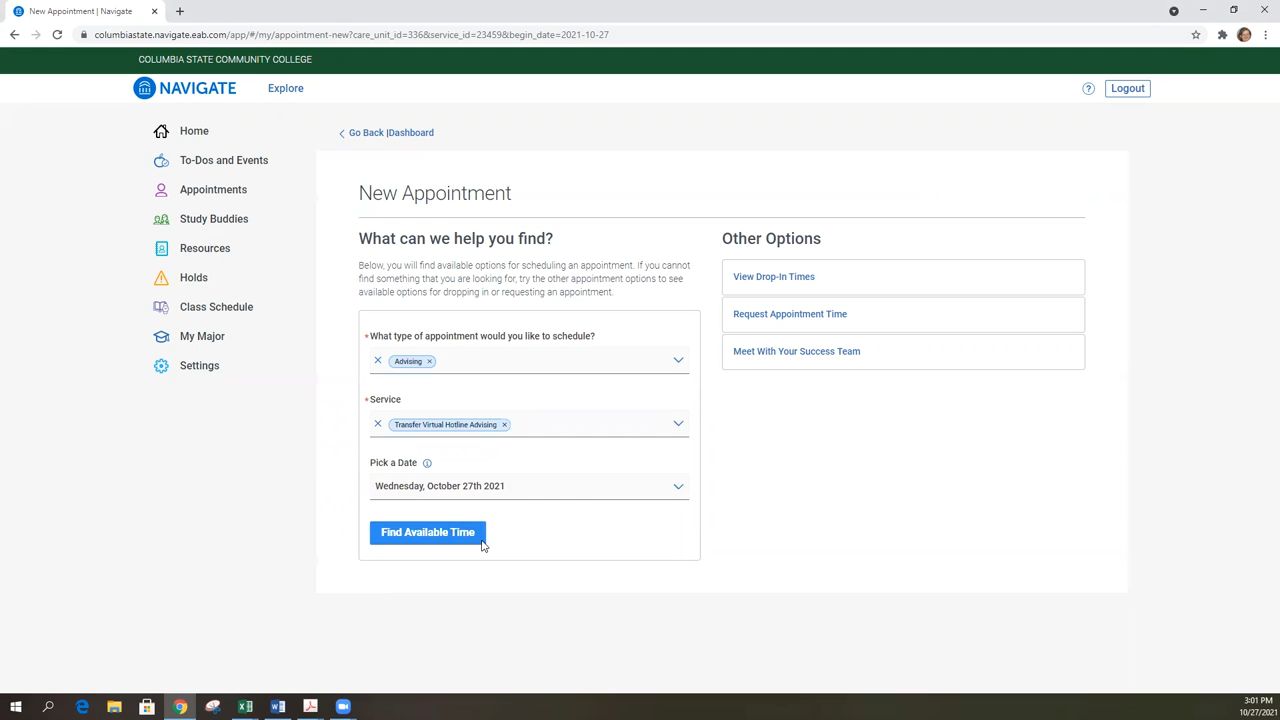 New Appointment | Navigate
columbiastate.navigate.eab.com/app/#/my/appointment-new?care_unit_id=336&service_id=23459&begin_date=2021-10-27
COLUMBIA STATE COMMUNITY COLLEGE
NAVIGATE
Explore
Logout
Home
To-Dos and Events
Appointments
Study Buddies
Resources
Holds
Class Schedule
My Major
Settings
Go Back |Dashboard
New Appointment
What can we help you find?
Below, you will find available options for scheduling an appointment. If you cannot
find something that you are looking for, try the other appointment options to see
available options for dropping in or requesting an appointment.
*What type of appointment would you like to schedule?
Advising
*Service
Transfer Virtual Hotline Advising
Pick a Date
Wednesday, October 27th 2021
Find Available Time
Other Options
View Drop-In Times
Request Appointment Time
Meet With Your Success Team
3:01 PM
10/27/2021